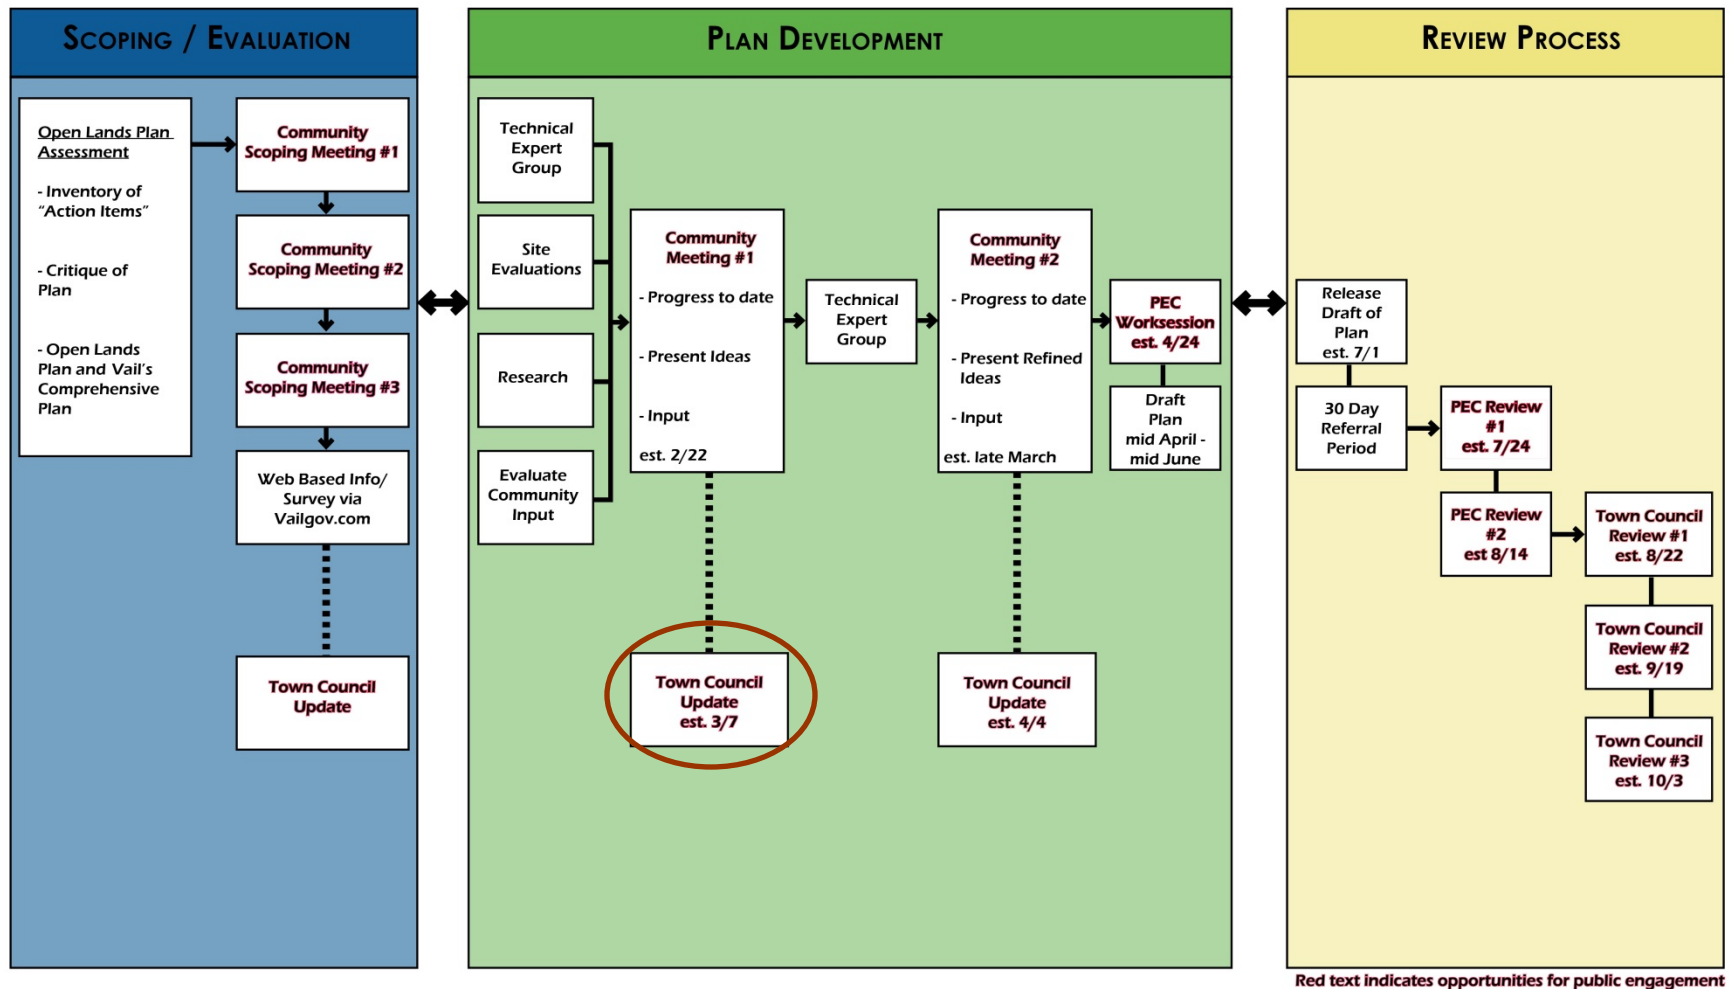 SCOPING / EVALUATION
Open Lands Plan
Assessment
- Inventory of
“Action Items”
- Critique of
Plan
- Open Lands
Plan and Vail's
Comprehensive
Plan
Community
Scoping Meeting #1
Community
Scoping Meeting #2
Community
Scoping Meeting #3
Web Based Info/
Survey via
Vailgov.com
Town Council
Update
PLAN DEVELOPMENT
Technical
Expert
Group
Site
Evaluations
Research
Evaluate
Community
Input
Community
Meeting #1
- Progress to date
- Present Ideas
- Input
est. 2/22
Town Council
Update
est. 3/7
Technical
Expert
Group
Community
Meeting #2
- Progress to date
- Present Refined
Ideas
- Input
est. late March
Town Council
Update
est. 4/4
PEC
Worksession
est. 4/24
Draft
Plan
mid April -
mid June
REVIEW PROCESS
Release
Draft of
Plan
est. 7/1
30 Day
Referral
Period
PEC Review
#1
est. 7/24
PEC Review
#2
est 8/14
Town Council
Review #1
est. 8/22
Town Council
Review #2
est. 9/19
Town Council
Review #3
est. 10/3
Red text indicates opportunities for public engagement